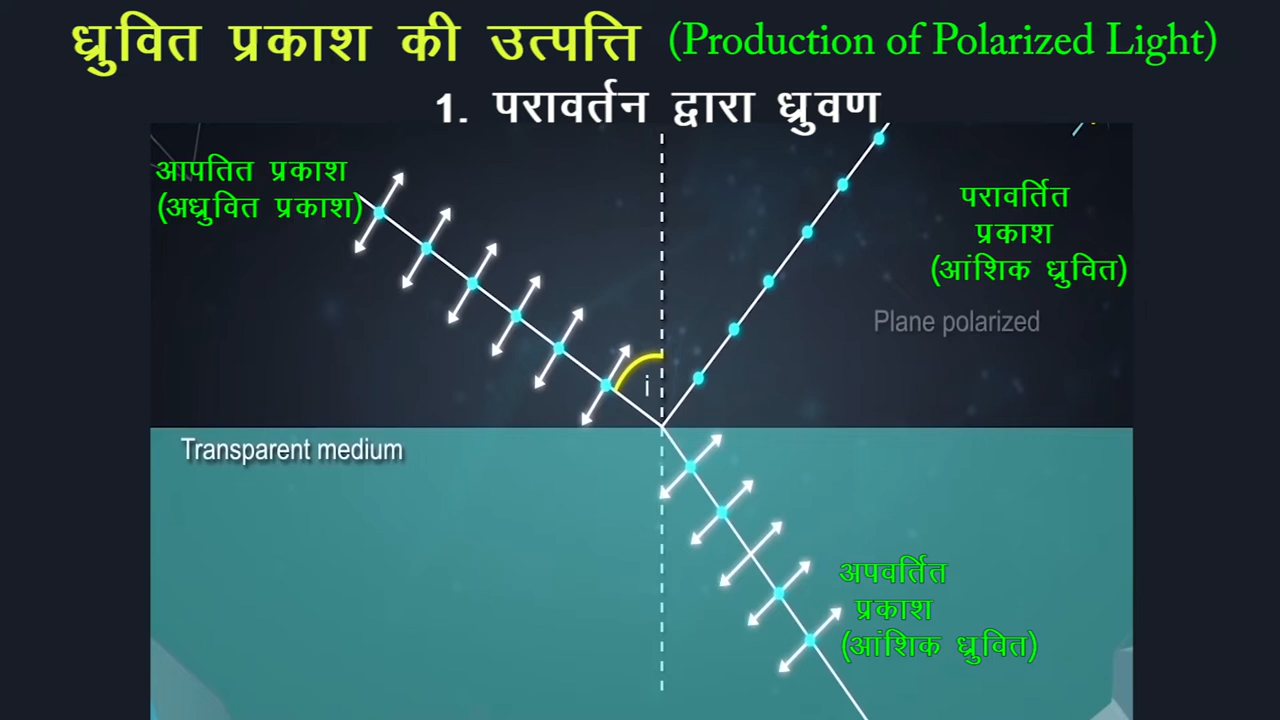 ध्रुवित प्रकाश की उत्पत्ति (Production of Polarized Light)
1. परावर्तन द्वारा ध्रुवण
आपतित प्रकाश
(अध्रुवित प्रकाश)
परावर्तित
प्रकाश
(आंशिक ध्रुवित)
Plane polarized
i
Transparent medium
अपवर्तित
प्रकाश
(आंशिक ध्रुवित)